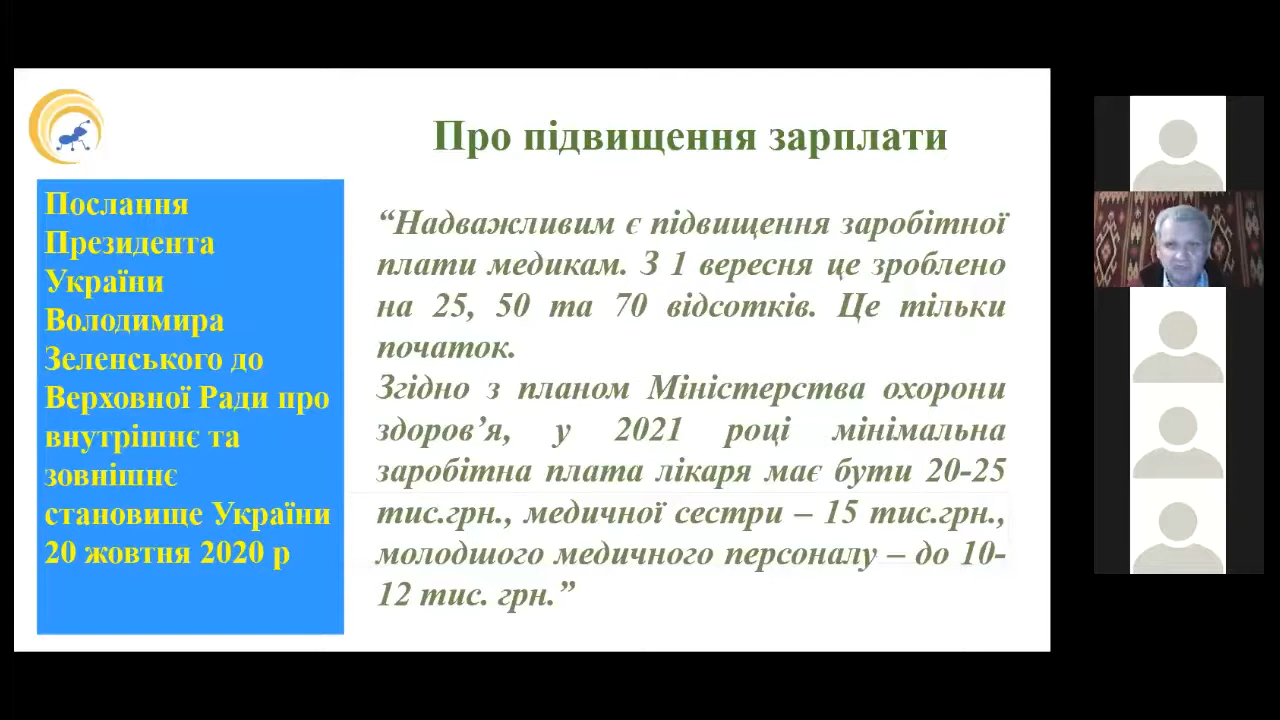 Про підвищення зарплати
Послання
Президента
України
Володимира
Зеленського до
Верховної Ради про
внутрішнє та
зовнішнє
становище України
20 жовтня 2020 р
“Надважливим є підвищення заробітної
плати медикам. З 1 вересня це зроблено
на 25, 50 та 70 відсотків. Це тільки
початок.
Згідно з планом Міністерства охорони
здоров’я, у 2021 році мінімальна
заробітна плата лікаря має бути 20-25
тис.грн., медичної сестри – 15 тис.грн.,
молодшого медичного персоналу – до 10-
12 тис. грн.”